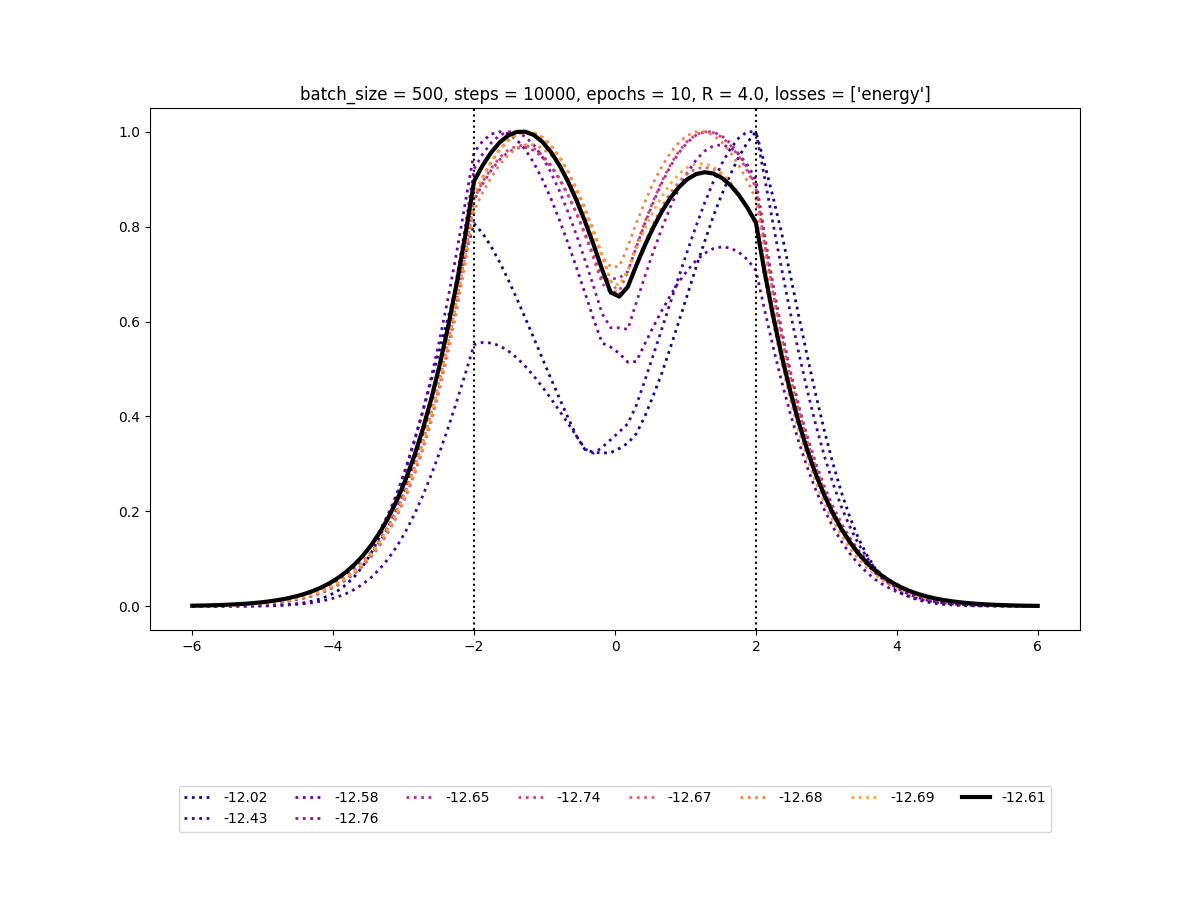 batch_size = 500, steps = 10000, epochs = 10, R = 4.0, losses = ['energy']
1.0
0.8
0.6
0.4
0.2
0.0
−6 −4 −2 0 2 4 6
-12.02 -12.58 -12.65 -12.74 -12.67 -12.68 -12.69 -12.61
-12.43 -12.76